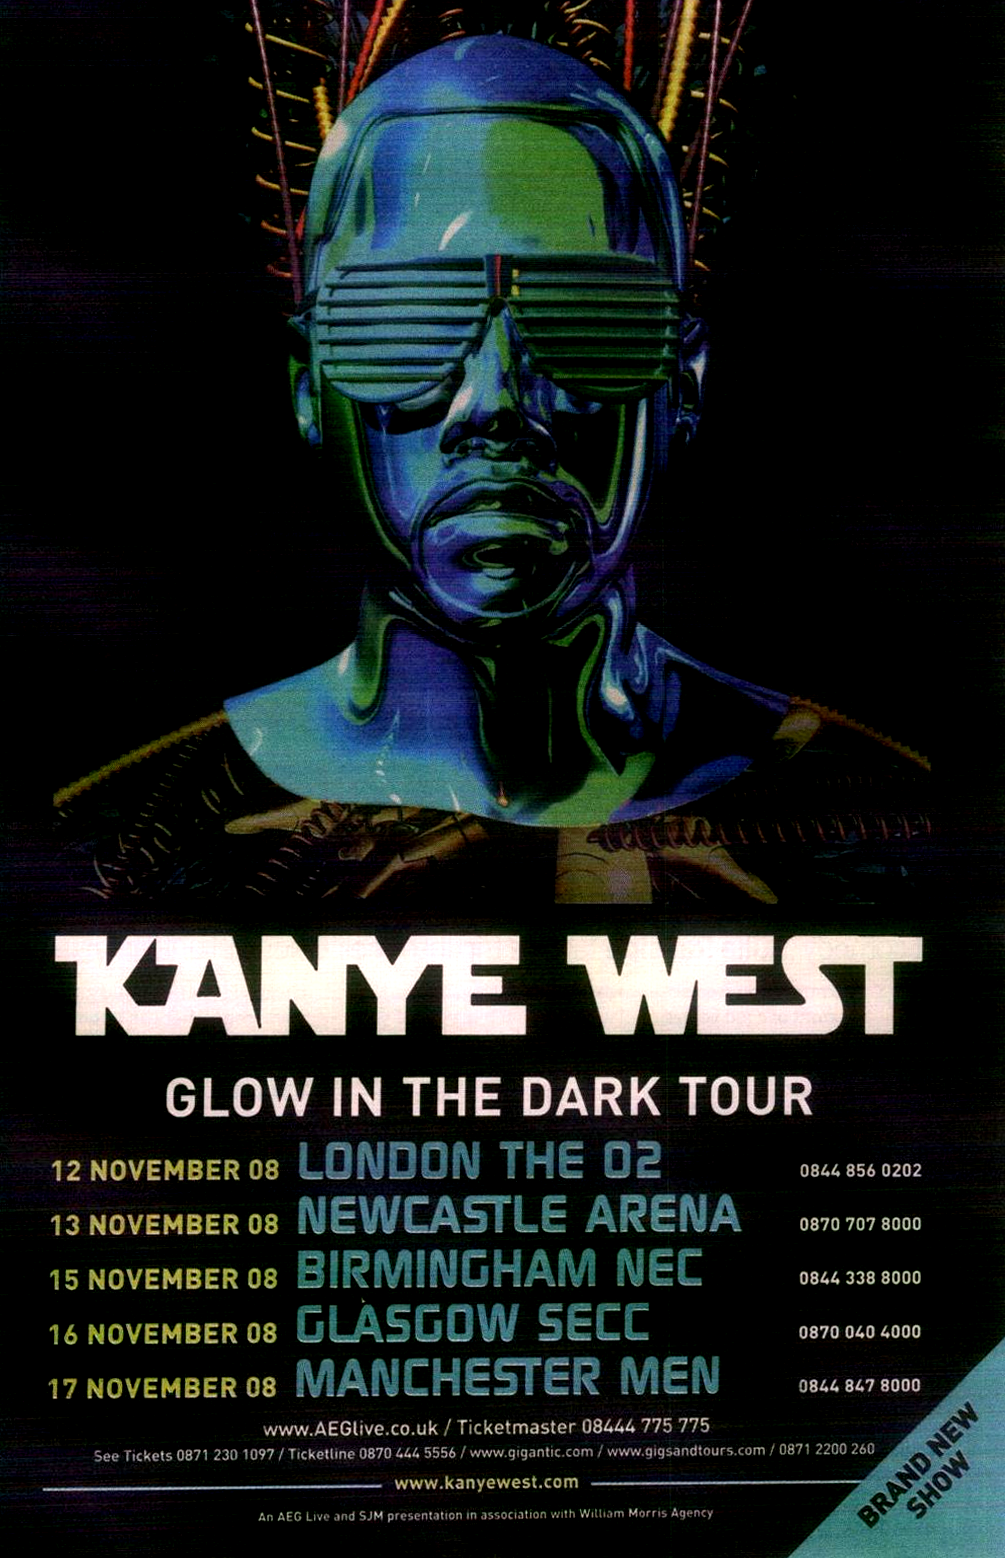 KANYE WEST
GLOW IN THE DARK TOUR
12 NOVEMBER 08 LONDON THE O2 0844 856 0202
13 NOVEMBER 08 NEWCASTLE ARENA 0870 707 8000
15 NOVEMBER 08 BIRMINGHAM NEC 0844 338 8000
16 NOVEMBER 08 GLASGOW SECC 0870 040 4000
17 NOVEMBER 08 MANCHESTER MEN 0844 847 8000
www.AEGlive.co.uk / Ticketmaster 08444 775 775
See Tickets 0871 230 1097 / Ticketline 0870 444 5556 / www.gigantic.com / www.gigsandtours.com / 0871 2200 260
www.kanyewest.com
An AEG Live and SJM presentation in association with William Morris Agency
BRAND NEW
SHOW